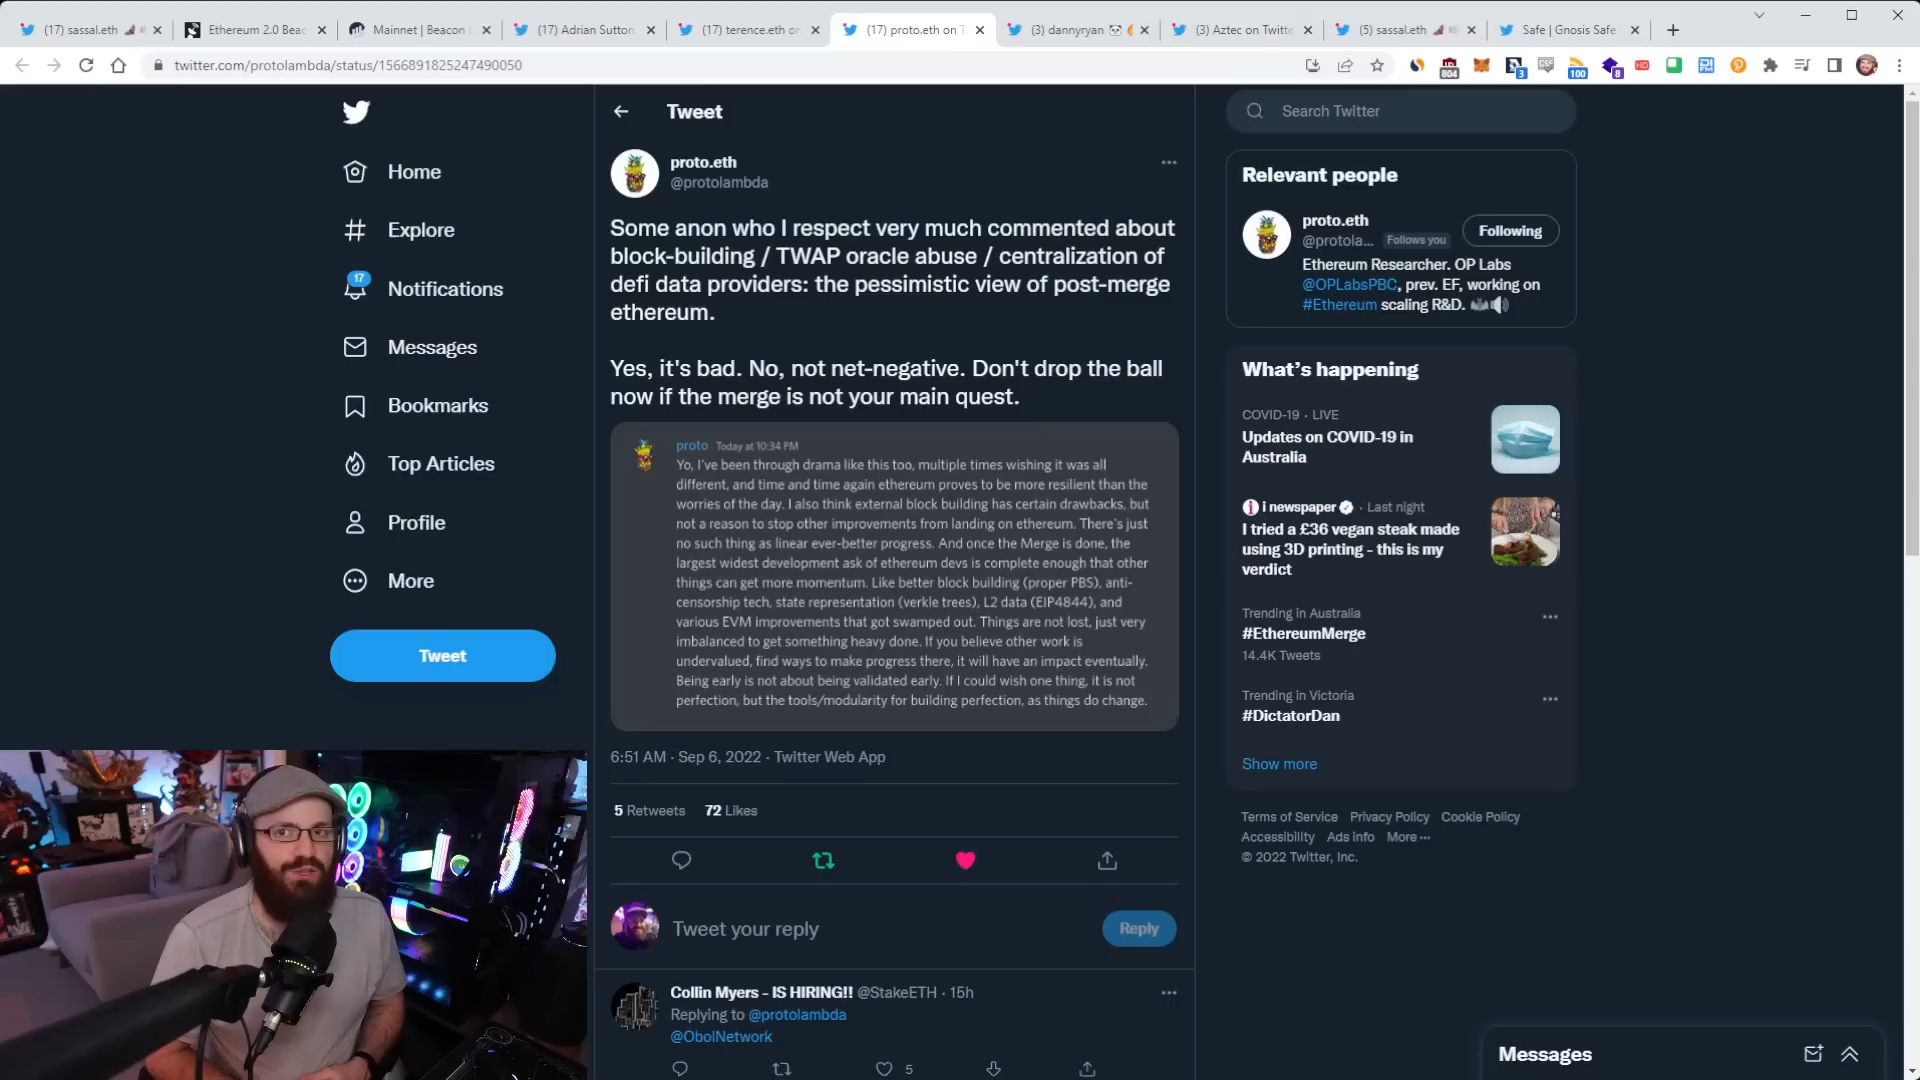 (17) sassal.eth
Ethereum 2.0 Beac
Mainnet | Beacon
(17) Adrian Sutton
(17) terence.eth on
(17) proto.eth on T
(3) dannyryan
(3) Aztec on Twitte
(5) sassal.eth
Safe | Gnosis Safe
twitter.com/protolambda/status/1566891825247490050
804
3
100
8
HD
Home
Explore
17
Notifications
Messages
Bookmarks
Top Articles
Profile
More
Tweet
Tweet
proto.eth
@protolambda
Some anon who I respect very much commented about
block-building / TWAP oracle abuse / centralization of
defi data providers: the pessimistic view of post-merge
ethereum.
Yes, it's bad. No, not net-negative. Don't drop the ball
now if the merge is not your main quest.
proto Today at 10:34 PM
Yo, I've been through drama like this too, multiple times wishing it was all
different, and time and time again ethereum proves to be more resilient than the
worries of the day. I also think external block building has certain drawbacks, but
not a reason to stop other improvements from landing on ethereum. There's just
no such thing as linear ever-better progress. And once the Merge is done, the
largest widest development ask of ethereum devs is complete enough that other
things can get more momentum. Like better block building (proper PBS), anti-
censorship tech, state representation (verkle trees), L2 data (EIP4844), and
various EVM improvements that got swamped out. Things are not lost, just very
imbalanced to get something heavy done. If you believe other work is
undervalued, find ways to make progress there, it will have an impact eventually.
Being early is not about being validated early. If I could wish one thing, it is not
perfection, but the tools/modularity for building perfection, as things do change.
6:51 AM · Sep 6, 2022 · Twitter Web App
5 Retweets 72 Likes
Tweet your reply
Reply
Collin Myers - IS HIRING!! @StakeETH · 15h
Replying to @protolambda
@ObolNetwork
5
Search Twitter
Relevant people
proto.eth
@protola... Follows you
Following
Ethereum Researcher. OP Labs
@OPLabsPBC, prev. EF, working on
#Ethereum scaling R&D.
What's happening
COVID-19 · LIVE
Updates on COVID-19 in
Australia
i newspaper · Last night
I tried a £36 vegan steak made
using 3D printing - this is my
verdict
Trending in Australia
#EthereumMerge
14.4K Tweets
Trending in Victoria
#DictatorDan
Show more
Terms of Service Privacy Policy Cookie Policy
Accessibility Ads info More
© 2022 Twitter, Inc.
Messages